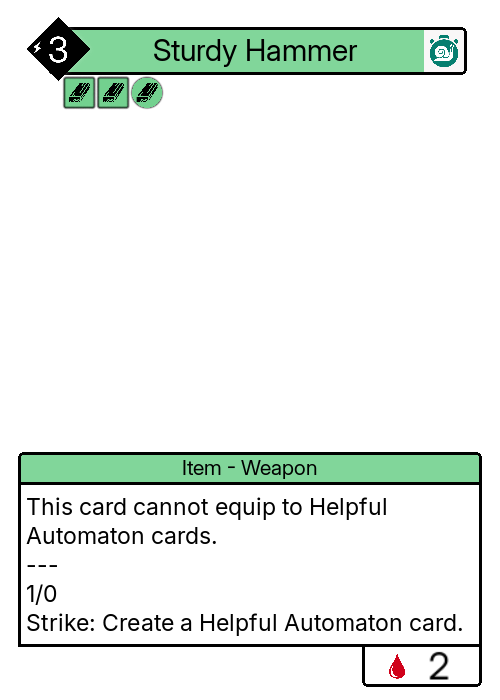 3
Sturdy Hammer
Item - Weapon
This card cannot equip to Helpful
Automaton cards.
---
1/0
Strike: Create a Helpful Automaton card.
2